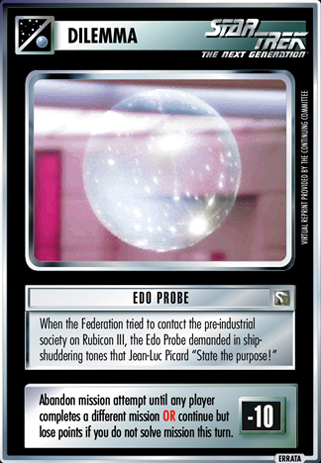 DILEMMA
STAR TREK
THE NEXT GENERATION
VIRTUAL REPRINT PROVIDED BY THE CONTINUING COMMITTEE
EDO PROBE
When the Federation tried to contact the pre-industrial
society on Rubicon III, the Edo Probe demanded in ship-
shuddering tones that Jean-Luc Picard "State the purpose!"
Abandon mission attempt until any player
completes a different mission OR continue but
lose points if you do not solve mission this turn.
-10
ERRATA